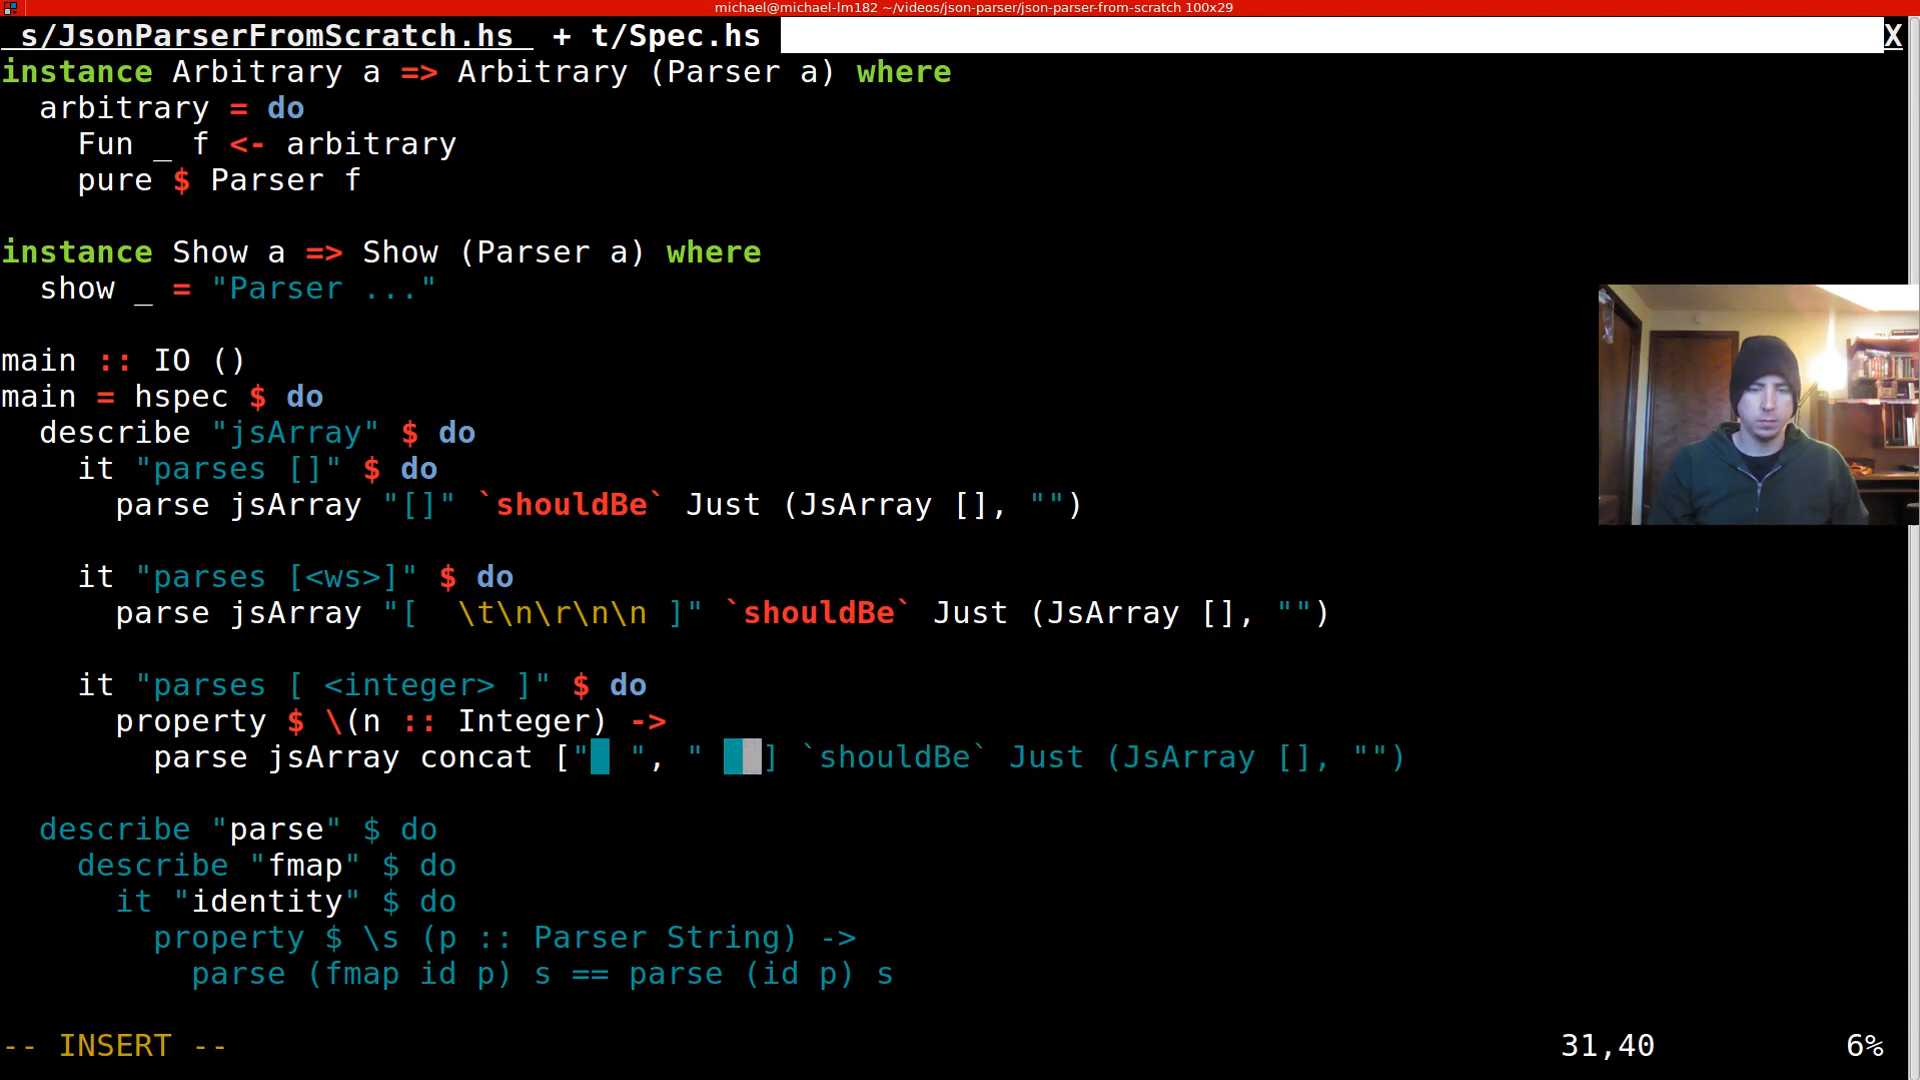 michael@michael-lm182 ~/videos/json-parser/json-parser-from-scratch 100x29
s/JsonParserFromScratch.hs + t/Spec.hs X
instance Arbitrary a => Arbitrary (Parser a) where
  arbitrary = do
    Fun _ f <- arbitrary
    pure $ Parser f

instance Show a => Show (Parser a) where
  show _ = "Parser ..."

main :: IO ()
main = hspec $ do
  describe "jsArray" $ do
    it "parses []" $ do
      parse jsArray "[]" `shouldBe` Just (JsArray [], "")

    it "parses [<ws>]" $ do
      parse jsArray "[  \t\n\r\n\n ]" `shouldBe` Just (JsArray [], "")

    it "parses [ <integer> ]" $ do
      property $ \(n :: Integer) ->
        parse jsArray concat ["[ ", " ] `shouldBe` Just (JsArray [], "")

  describe "parse" $ do
    describe "fmap" $ do
      it "identity" $ do
        property $ \s (p :: Parser String) ->
          parse (fmap id p) s == parse (id p) s

-- INSERT -- 31,40 6%